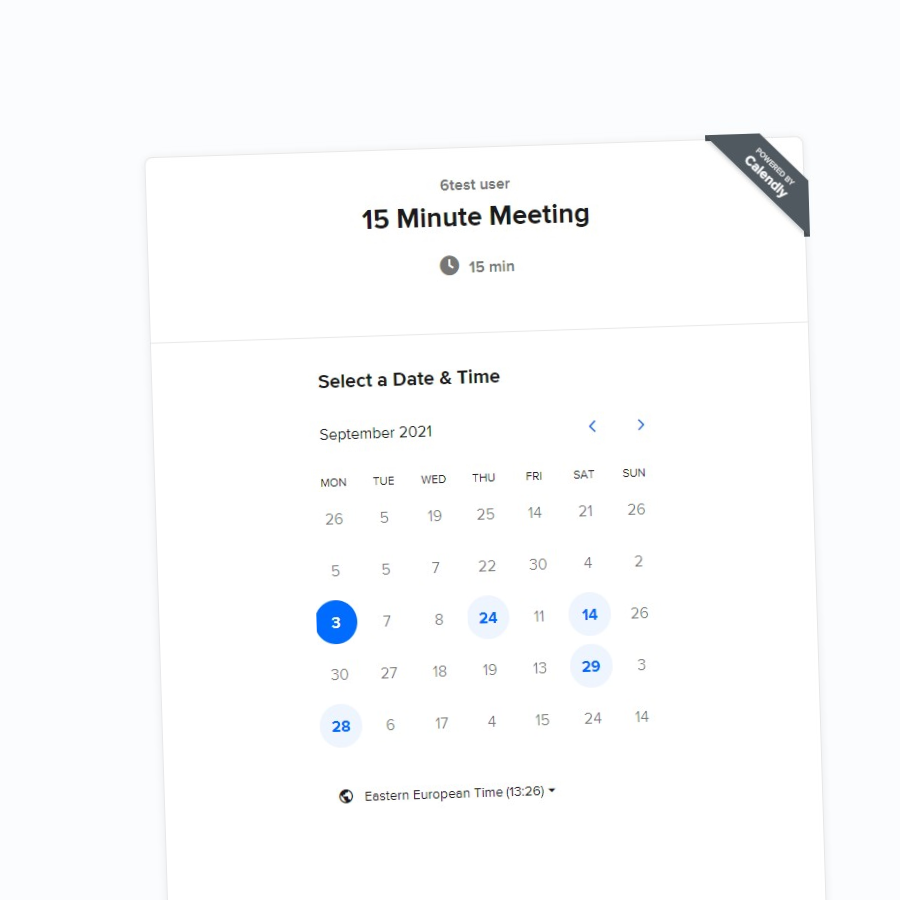 POWERED BY
Calendly
6test user
15 Minute Meeting
15 min
Select a Date & Time
September 2021
MON TUE WED THU FRI SAT SUN
26 5 19 25 14 21 26
5 5 7 22 30 4 2
3 7 8 24 11 14 26
30 27 18 19 13 29 3
28 6 17 4 15 24 14
Eastern European Time (13:26)